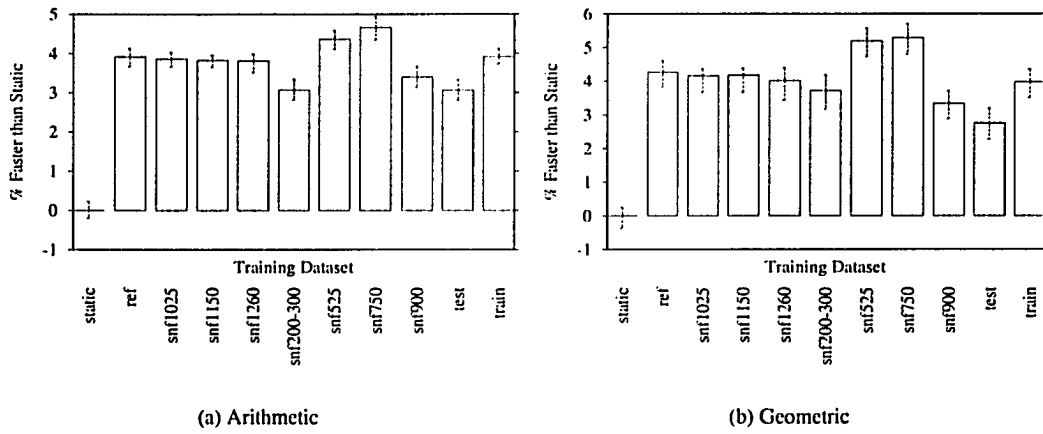 % Faster than Static
5
4
3
2
1
0
-1
Training Dataset
static
ref
snf1025
snf1150
snf1260
snf200-300
snf525
snf750
snf900
test
train
(a) Arithmetic
% Faster than Static
6
5
4
3
2
1
0
-1
Training Dataset
static
ref
snf1025
snf1150
snf1260
snf200-300
snf525
snf750
snf900
test
train
(b) Geometric